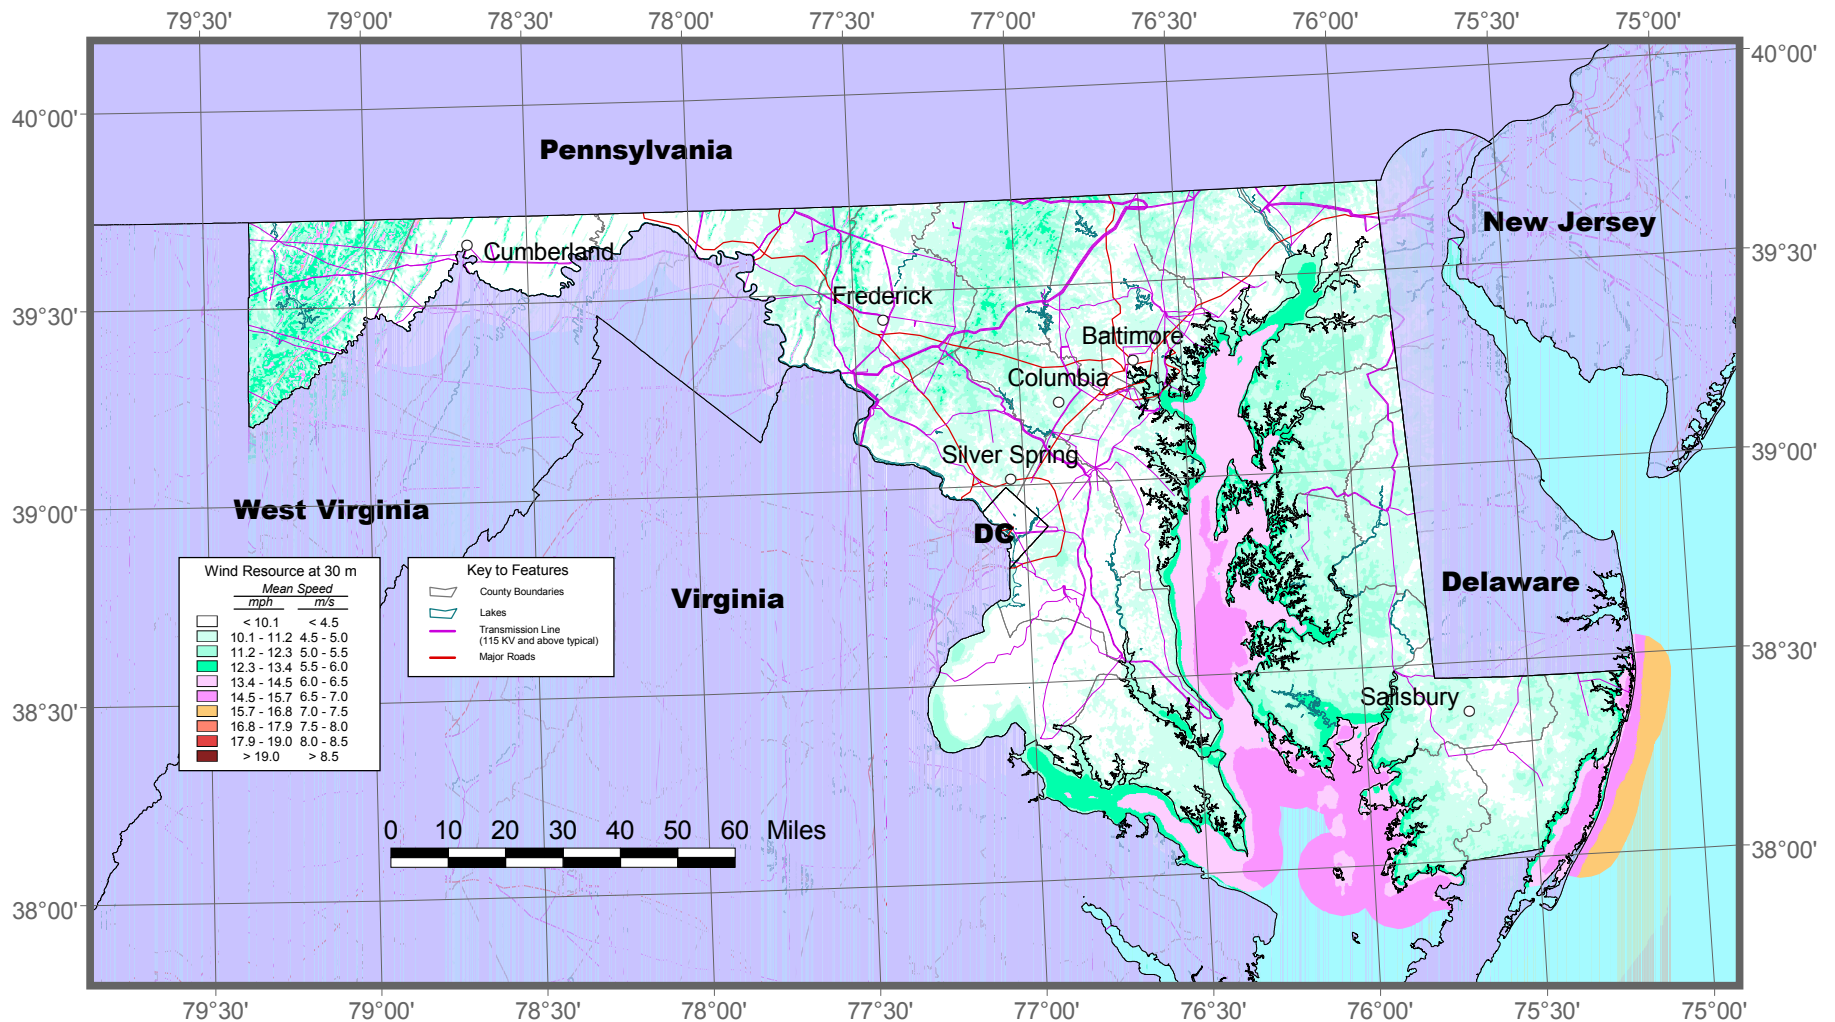 79°30' 79°00' 78°30' 78°00' 77°30' 77°00' 76°30' 76°00' 75°30' 75°00'
40°00'
40°00'
Pennsylvania
New Jersey
Cumberland
39°30'
Frederick
39°30'
Baltimore
Columbia
39°00'
Silver Spring
39°00'
West Virginia
DC
Delaware
Virginia
Wind Resource at 30 m
Mean Speed
mph m/s
< 10.1 < 4.5
10.1 - 11.2 4.5 - 5.0
11.2 - 12.3 5.0 - 5.5
12.3 - 13.4 5.5 - 6.0
13.4 - 14.5 6.0 - 6.5
14.5 - 15.7 6.5 - 7.0
15.7 - 16.8 7.0 - 7.5
16.8 - 17.9 7.5 - 8.0
17.9 - 19.0 8.0 - 8.5
> 19.0 > 8.5
Key to Features
County Boundaries
Lakes
Transmission Line
(115 KV and above typical)
Major Roads
38°30'
Salisbury
38°30'
0 10 20 30 40 50 60 Miles
38°00'
38°00'
79°30' 79°00' 78°30' 78°00' 77°30' 77°00' 76°30' 76°00' 75°30' 75°00'